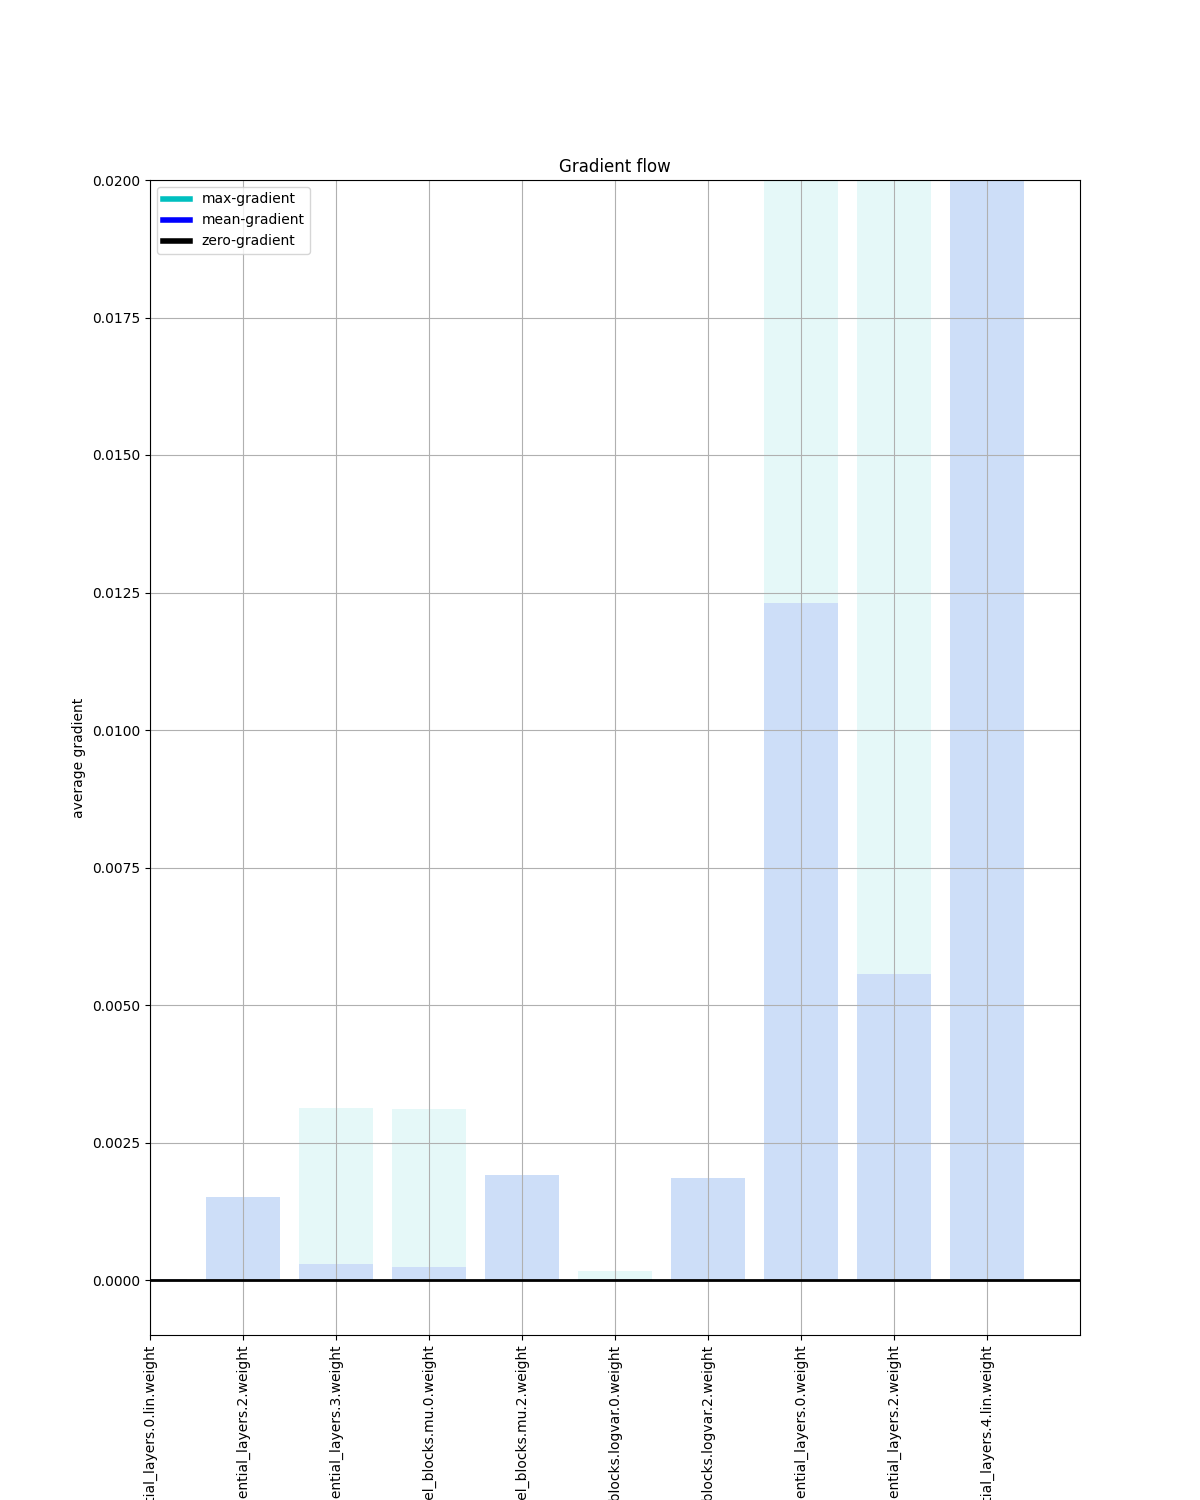 Gradient flow
max-gradient
mean-gradient
zero-gradient
0.0200
0.0175
0.0150
0.0125
0.0100
0.0075
0.0050
0.0025
0.0000
average gradient
tial_layers.0.lin.weight
ential_layers.2.weight
ential_layers.3.weight
el_blocks.mu.0.weight
el_blocks.mu.2.weight
blocks.logvar.0.weight
blocks.logvar.2.weight
ential_layers.0.weight
ential_layers.2.weight
tial_layers.4.lin.weight